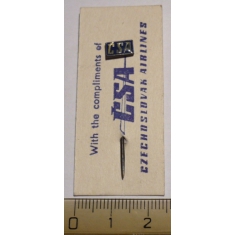 With the compliments of
ČSA
ČSA
CZECHOSLOVAK AIRLINES
0 1 2